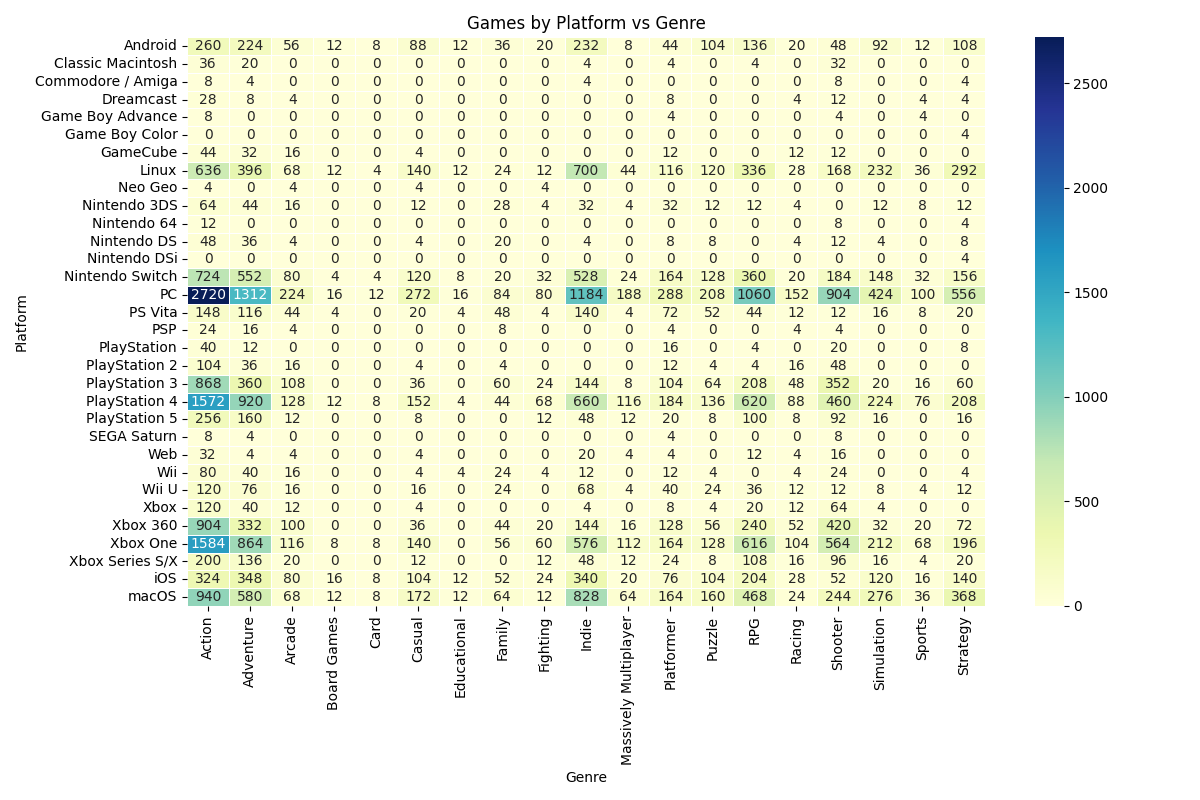 Games by Platform vs Genre
Platform
Android 260 224 56 12 8 88 12 36 20 232 8 44 104 136 20 48 92 12 108
Classic Macintosh 36 20 0 0 0 0 0 0 0 4 0 4 0 4 0 32 0 0 0
Commodore / Amiga 8 4 0 0 0 0 0 0 0 4 0 0 0 0 0 8 0 0 4
Dreamcast 28 8 4 0 0 0 0 0 0 0 0 8 0 0 4 12 0 4 4
Game Boy Advance 8 0 0 0 0 0 0 0 0 0 0 4 0 0 0 4 0 4 0
Game Boy Color 0 0 0 0 0 0 0 0 0 0 0 0 0 0 0 0 0 0 4
GameCube 44 32 16 0 0 4 0 0 0 0 0 12 0 0 12 12 0 0 0
Linux 636 396 68 12 4 140 12 24 12 700 44 116 120 336 28 168 232 36 292
Neo Geo 4 0 4 0 0 4 0 0 4 0 0 0 0 0 0 0 0 0 0
Nintendo 3DS 64 44 16 0 0 12 0 28 4 32 4 32 12 12 4 0 12 8 12
Nintendo 64 12 0 0 0 0 0 0 0 0 0 0 0 0 0 0 8 0 0 4
Nintendo DS 48 36 4 0 0 4 0 20 0 4 0 8 8 0 4 12 4 0 8
Nintendo DSi 0 0 0 0 0 0 0 0 0 0 0 0 0 0 0 0 0 0 4
Nintendo Switch 724 552 80 4 4 120 8 20 32 528 24 164 128 360 20 184 148 32 156
PC 2720 1312 224 16 12 272 16 84 80 1184 188 288 208 1060 152 904 424 100 556
PS Vita 148 116 44 4 0 20 4 48 4 140 4 72 52 44 12 12 16 8 20
PSP 24 16 4 0 0 0 0 8 0 0 0 4 0 0 4 4 0 0 0
PlayStation 40 12 0 0 0 0 0 0 0 0 0 16 0 4 0 20 0 0 8
PlayStation 2 104 36 16 0 0 4 0 4 0 0 0 12 4 4 16 48 0 0 0
PlayStation 3 868 360 108 0 0 36 0 60 24 144 8 104 64 208 48 352 20 16 60
PlayStation 4 1572 920 128 12 8 152 4 44 68 660 116 184 136 620 88 460 224 76 208
PlayStation 5 256 160 12 0 0 8 0 0 12 48 12 20 8 100 8 92 16 0 16
SEGA Saturn 8 4 0 0 0 0 0 0 0 0 0 4 0 0 0 8 0 0 0
Web 32 4 4 0 0 4 0 0 4 20 4 4 0 12 4 16 0 0 0
Wii 80 40 16 0 0 4 4 24 4 12 0 12 4 0 4 24 0 0 4
Wii U 120 76 16 0 0 16 0 24 0 68 4 40 24 36 12 12 8 4 12
Xbox 120 40 12 0 0 4 0 0 0 4 0 8 4 20 12 64 4 0 0
Xbox 360 904 332 100 0 0 36 0 44 20 144 16 128 56 240 52 420 32 20 72
Xbox One 1584 864 116 8 8 140 0 56 60 576 112 164 128 616 104 564 212 68 196
Xbox Series S/X 200 136 20 0 0 12 0 0 12 48 12 24 8 108 16 96 16 4 20
iOS 324 348 80 16 8 104 12 52 24 340 20 76 104 204 28 52 120 16 140
macOS 940 580 68 12 8 172 12 64 12 828 64 164 160 468 24 244 276 36 368
Action Adventure Arcade Board Games Card Casual Educational Family Fighting Indie Massively Multiplayer Platformer Puzzle RPG Racing Shooter Simulation Sports Strategy
Genre
2500
2000
1500
1000
500
0